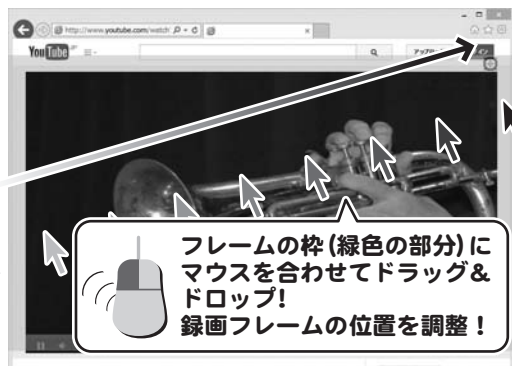 http://www.youtube.com/watch
YouTube JP
フレームの枠(緑色の部分)に
マウスを合わせてドラッグ&
ドロップ!
録画フレームの位置を調整!